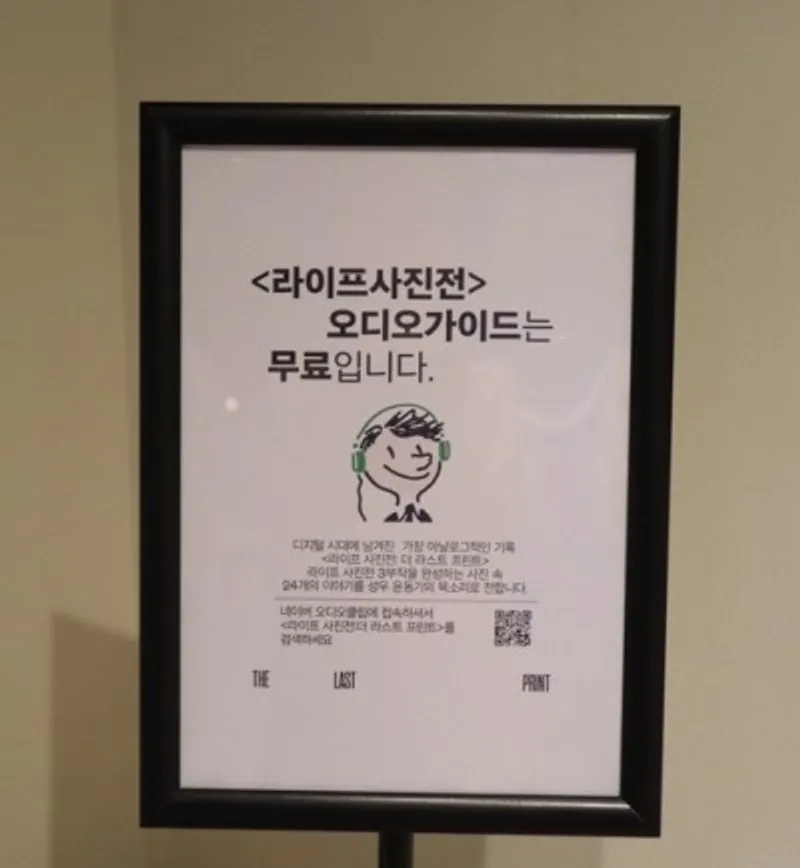 <라이프사진전>
오디오가이드는
무료입니다.
디지털 시대에 남겨진 가장 아날로그적인 기록
<라이프 사진전: 더 라스트 프린트>
라이프 사진전 3부작을 완성하는 사진 속
24개의 이야기를 성우 윤동기의 목소리로 전합니다.
네이버 오디오클립에 접속하셔서
<라이프 사진전:더 라스트 프린트>를
검색하세요
THE LAST PRINT